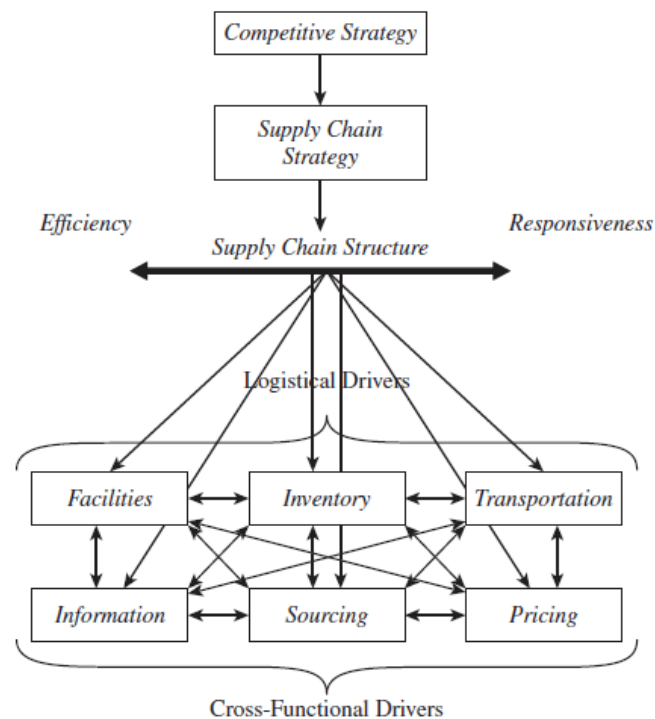 Competitive Strategy
Supply Chain
Strategy
Efficiency
Responsiveness
Supply Chain Structure
Logistical Drivers
Facilities
Inventory
Transportation
Information
Sourcing
Pricing
Cross-Functional Drivers